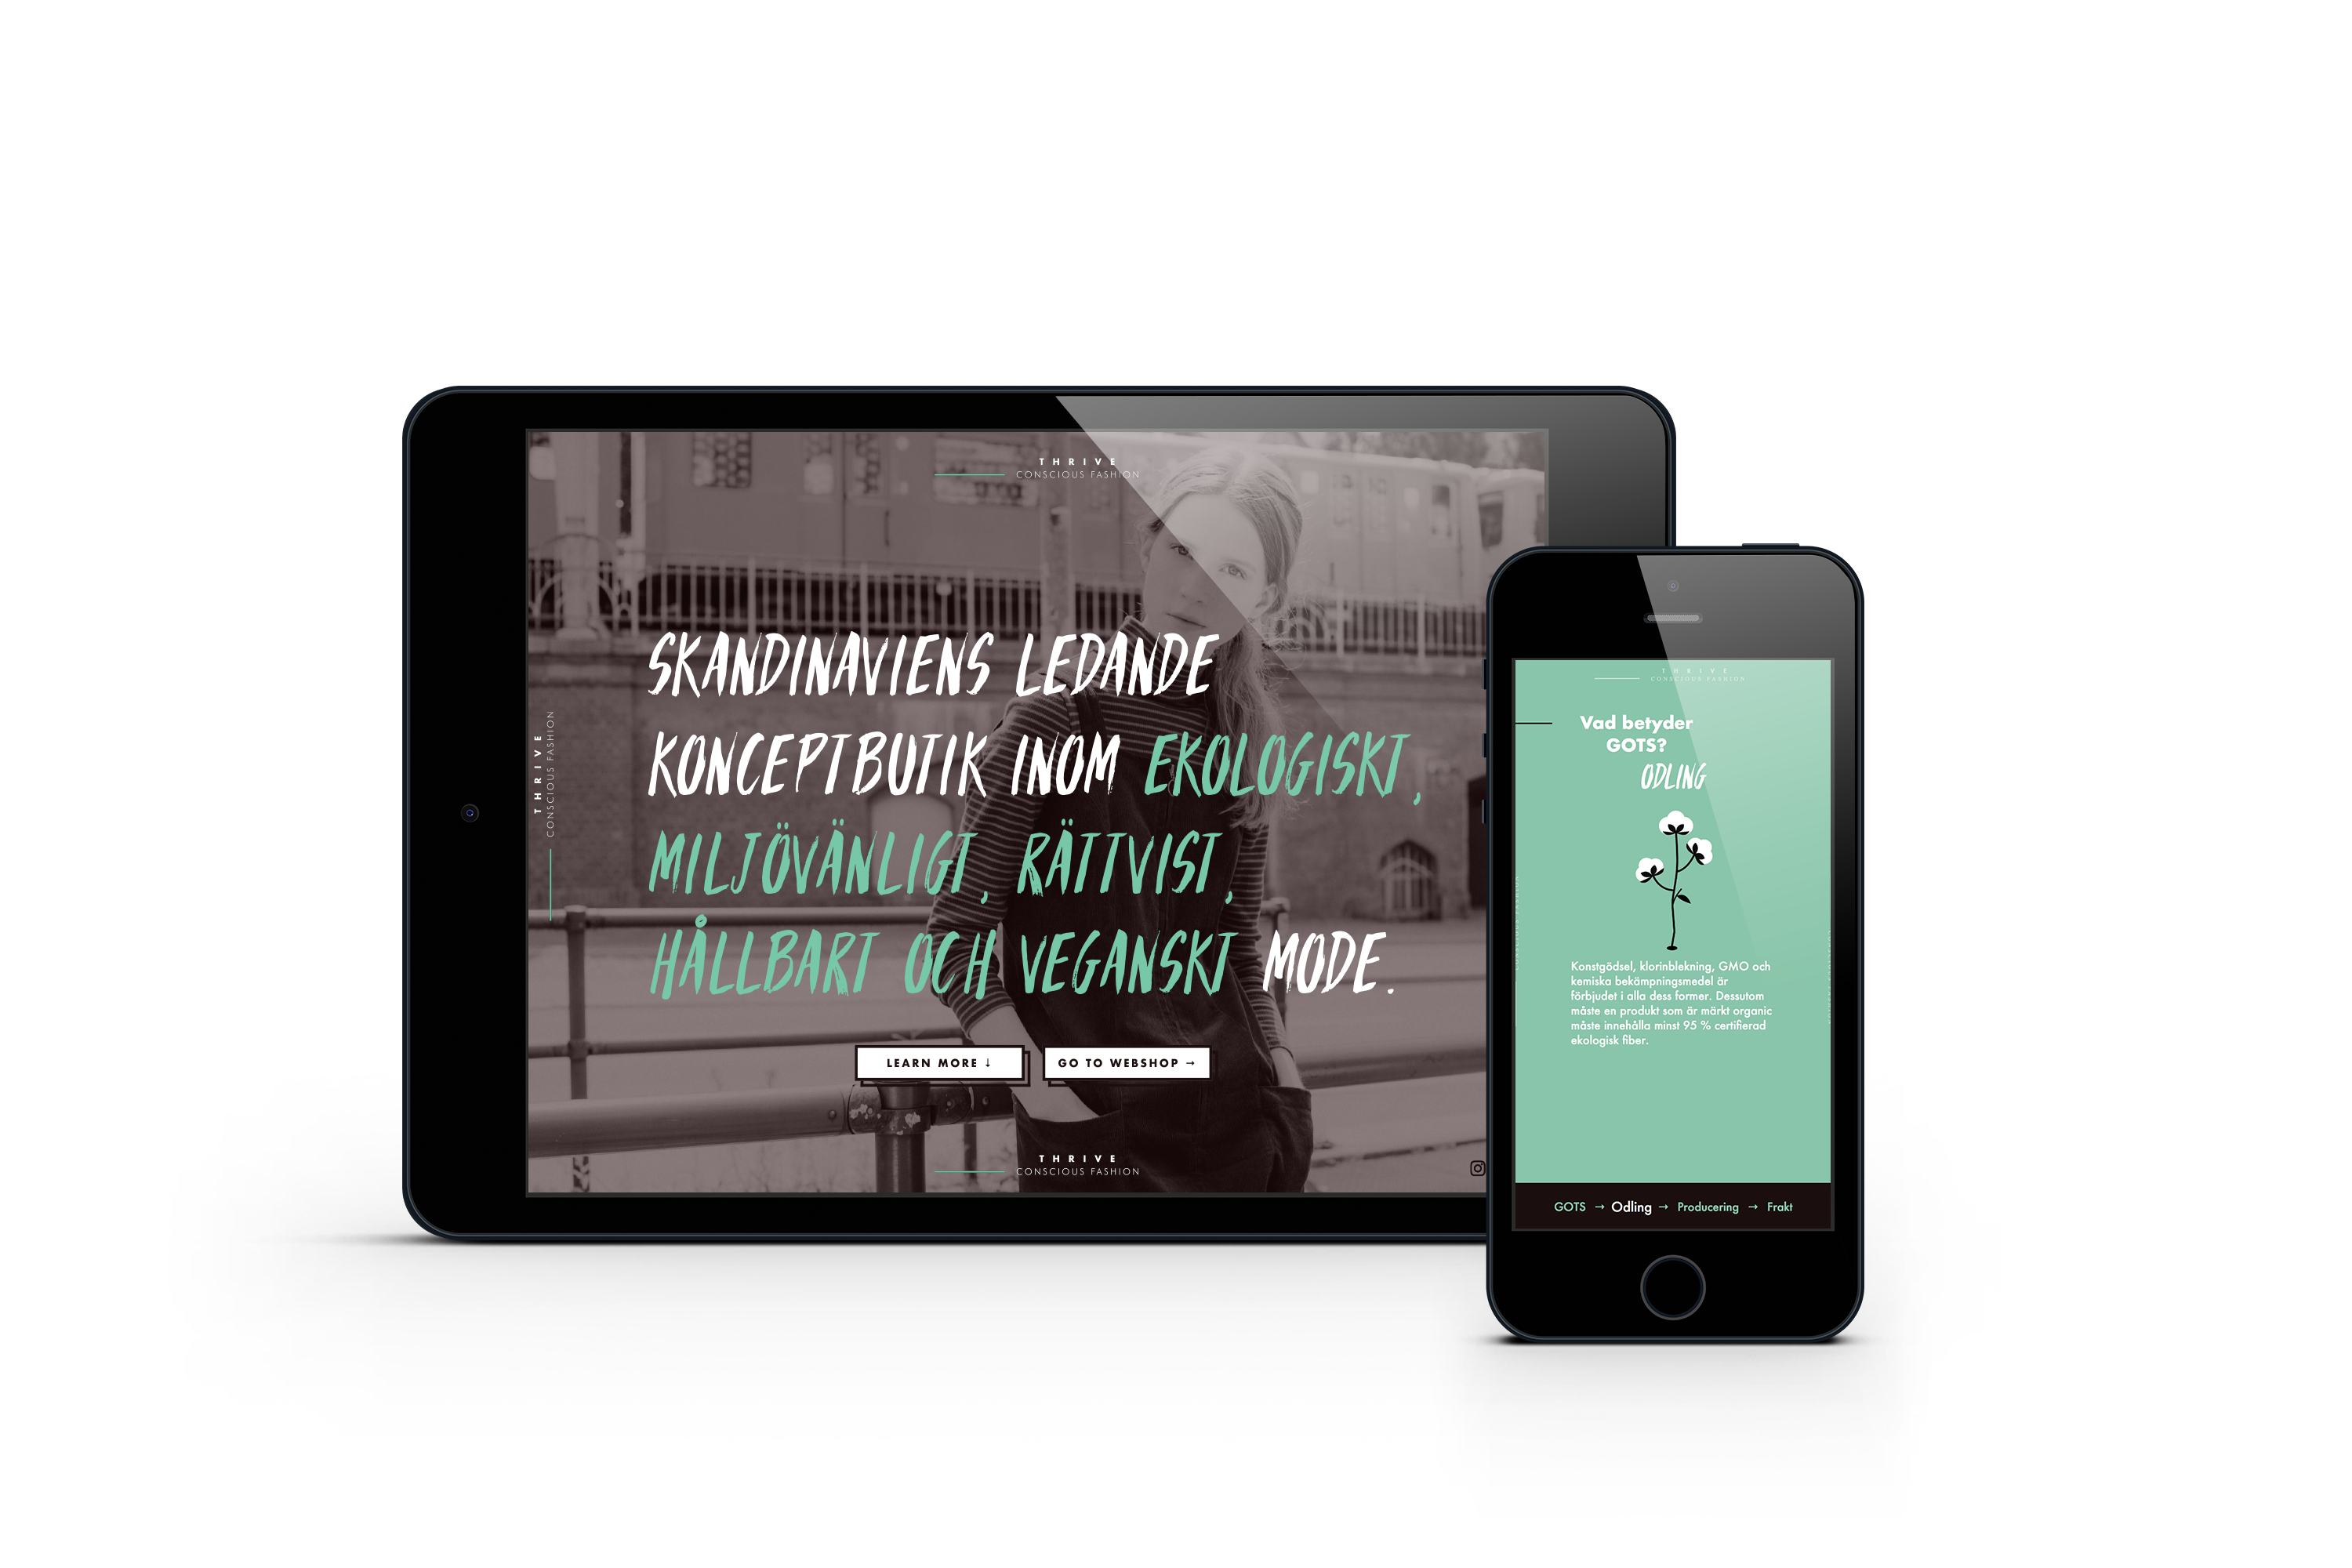 THRIVE
CONSCIOUS FASHION
THRIVE
CONSCIOUS FASHION
SKANDINAVIENS LEDANDE
KONCEPTBUTIK INOM EKOLOGISKT,
MILJÖVÄNLIGT, RÄTTVIST,
HÅLLBART OCH VEGANSKT MODE.
LEARN MORE ↓
GO TO WEBSHOP →
THRIVE
CONSCIOUS FASHION
THRIVE
CONSCIOUS FASHION
Vad betyder
GOTS?
ODLING
Konstgödsel, klorinblekning, GMO och
kemiska bekämpningsmedel är
förbjudet i alla dess former. Dessutom
måste en produkt som är märkt organic
måste innehålla minst 95 % certifierad
ekologisk fiber.
GOTS → Odling → Producering → Frakt